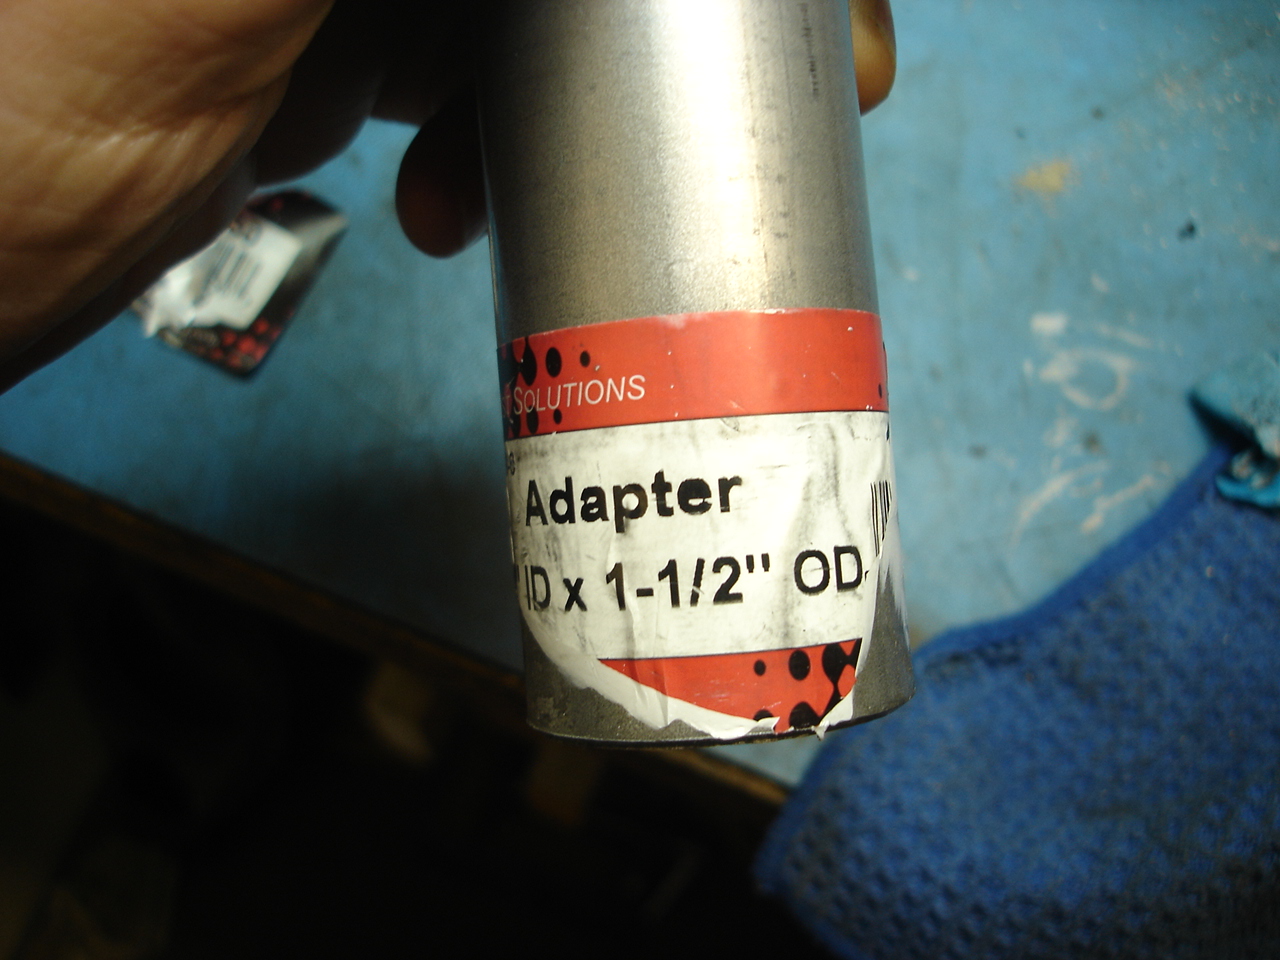 SOLUTIONS
Adapter
" ID x 1-1/2" OD